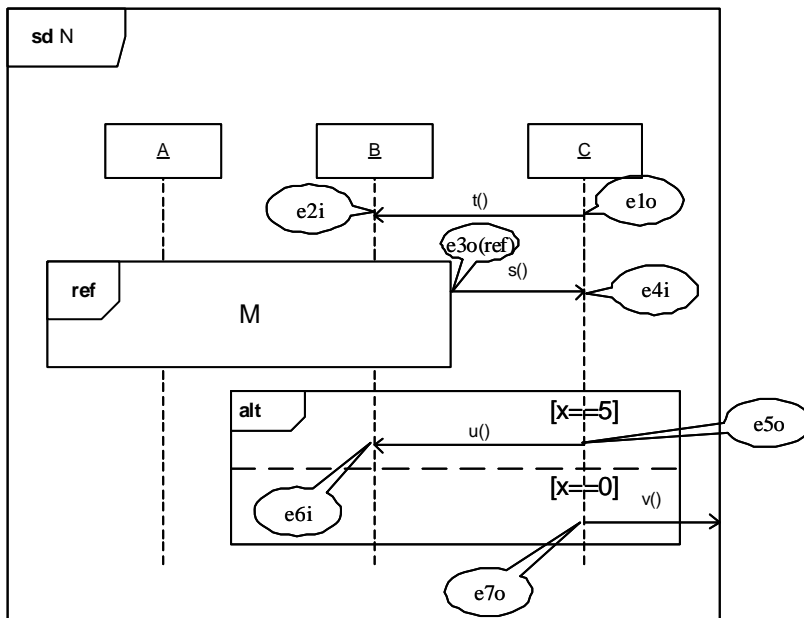 sd N
A
B
C
t()
e2i
e1o
e3o(ref)
s()
ref
M
e4i
alt
[x==5]
u()
e5o
[x==0]
e6i
v()
e7o